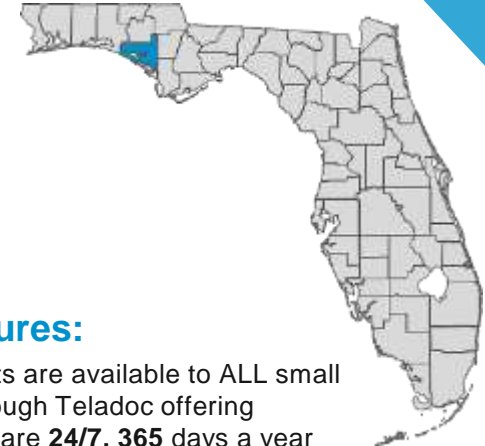 ures:
ts are available to ALL small
ough Teladoc offering
are 24/7, 365 days a year